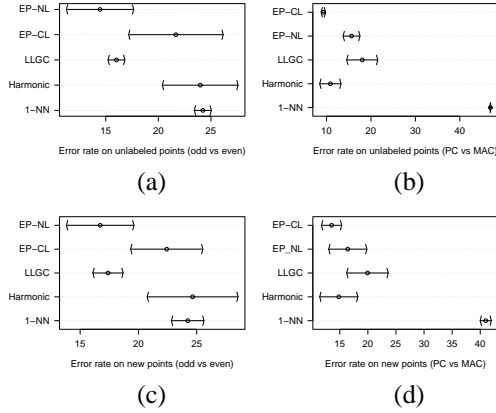 EP−NL
EP−CL
LLGC
Harmonic
1−NN
15 20 25
Error rate on unlabeled points (odd vs even)
(a)
EP−CL
EP−NL
LLGC
Harmonic
1−NN
10 20 30 40
Error rate on unlabeled points (PC vs MAC)
(b)
EP−NL
EP−CL
LLGC
Harmonic
1−NN
15 20 25
Error rate on new points (odd vs even)
(c)
EP−CL
EP_NL
LLGC
Harmonic
1−NN
15 20 25 30 35 40
Error rate on new points (PC vs MAC)
(d)